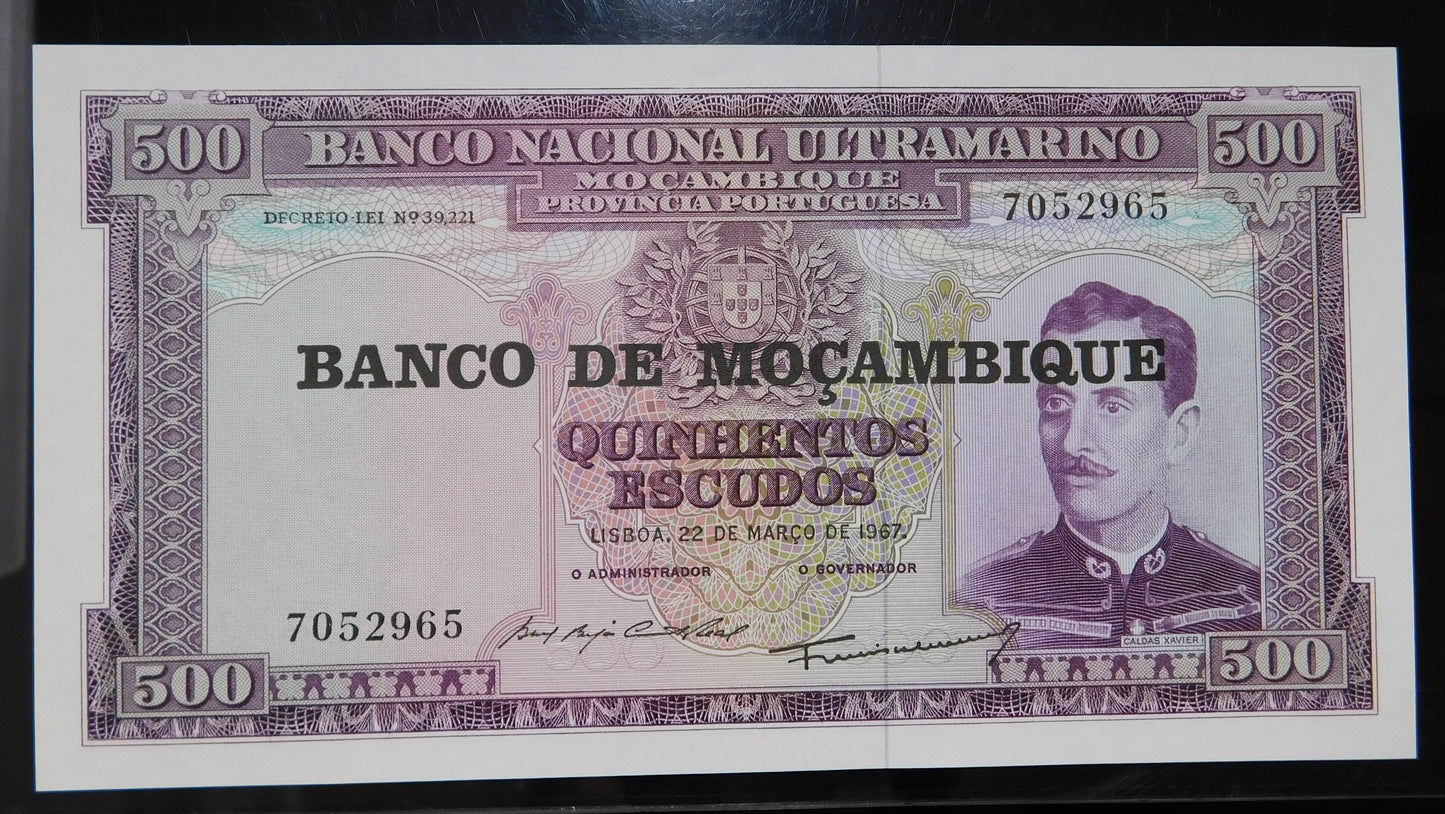 500 BANCO NACIONAL ULTRAMARINO 500
MOÇAMBIQUE
PROVÍNCIA PORTUGUESA
DECRETO-LEI Nº 39,221
7052965
BANCO DE MOÇAMBIQUE
QUINHENTOS
ESCUDOS
LISBOA, 22 DE MARÇO DE 1967.
O ADMINISTRADOR O GOVERNADOR
7052965
CALDAS XAVIER
500 500